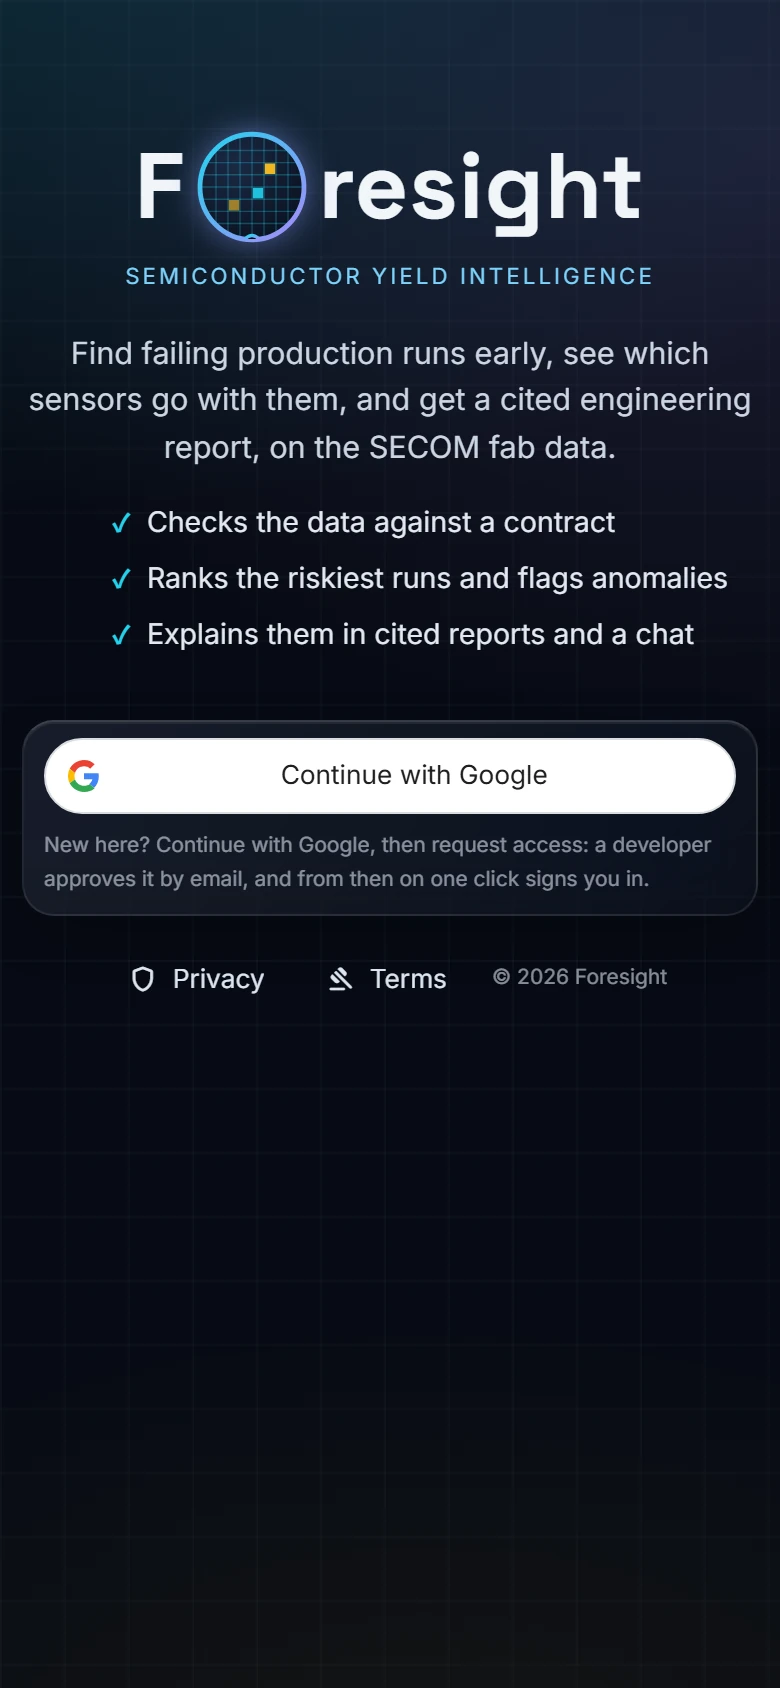 Foresight
SEMICONDUCTOR YIELD INTELLIGENCE
Find failing production runs early, see which
sensors go with them, and get a cited engineering
report, on the SECOM fab data.
✓ Checks the data against a contract
✓ Ranks the riskiest runs and flags anomalies
✓ Explains them in cited reports and a chat
Continue with Google
New here? Continue with Google, then request access: a developer
approves it by email, and from then on one click signs you in.
Privacy Terms © 2026 Foresight